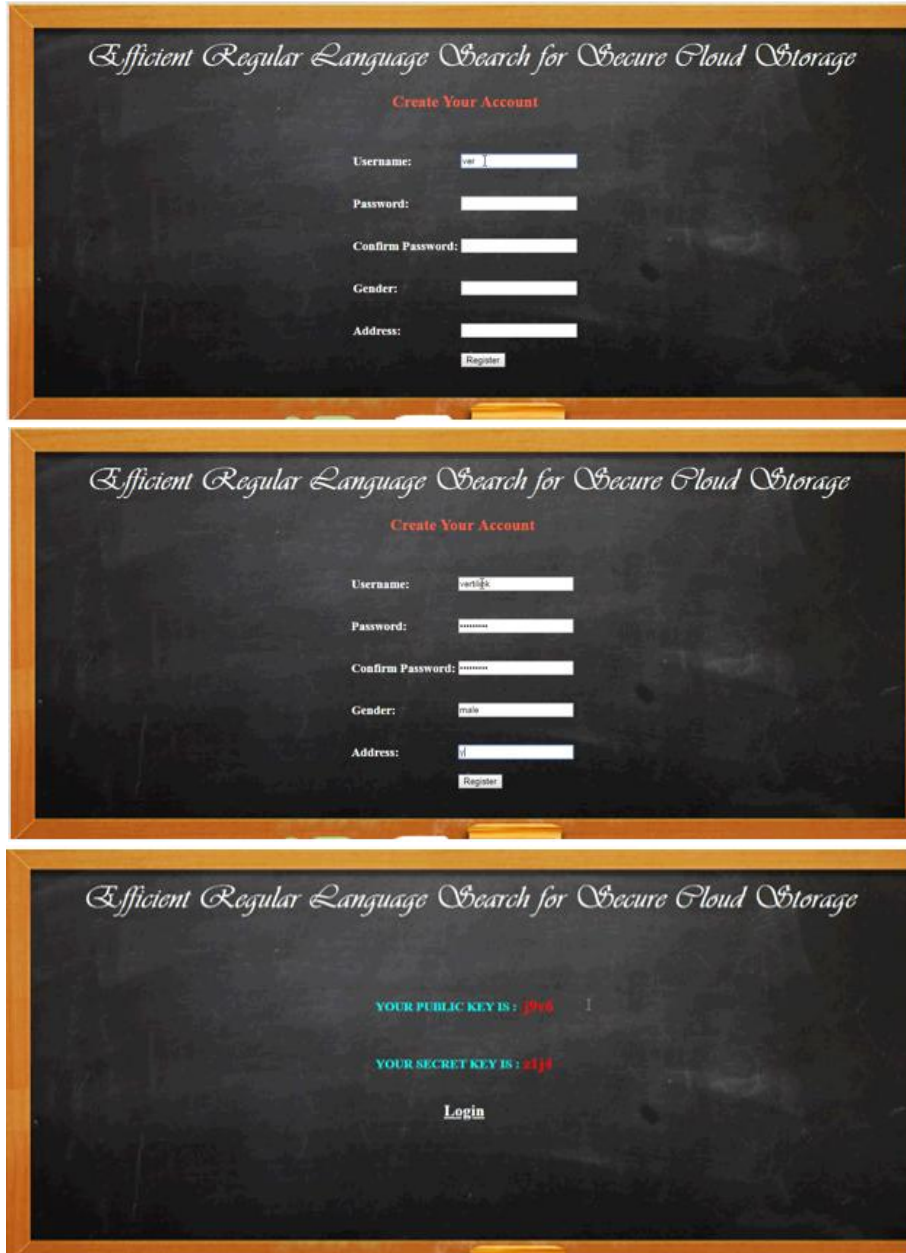 Efficient Regular Language Search for Secure Cloud Storage
Create Your Account
Username: ver
Password:
Confirm Password:
Gender:
Address:
Register
Efficient Regular Language Search for Secure Cloud Storage
Create Your Account
Username: vertilink
Password: •••••••••
Confirm Password: •••••••••
Gender: male
Address:
Register
Efficient Regular Language Search for Secure Cloud Storage
YOUR PUBLIC KEY IS :
YOUR SECRET KEY IS :
Login